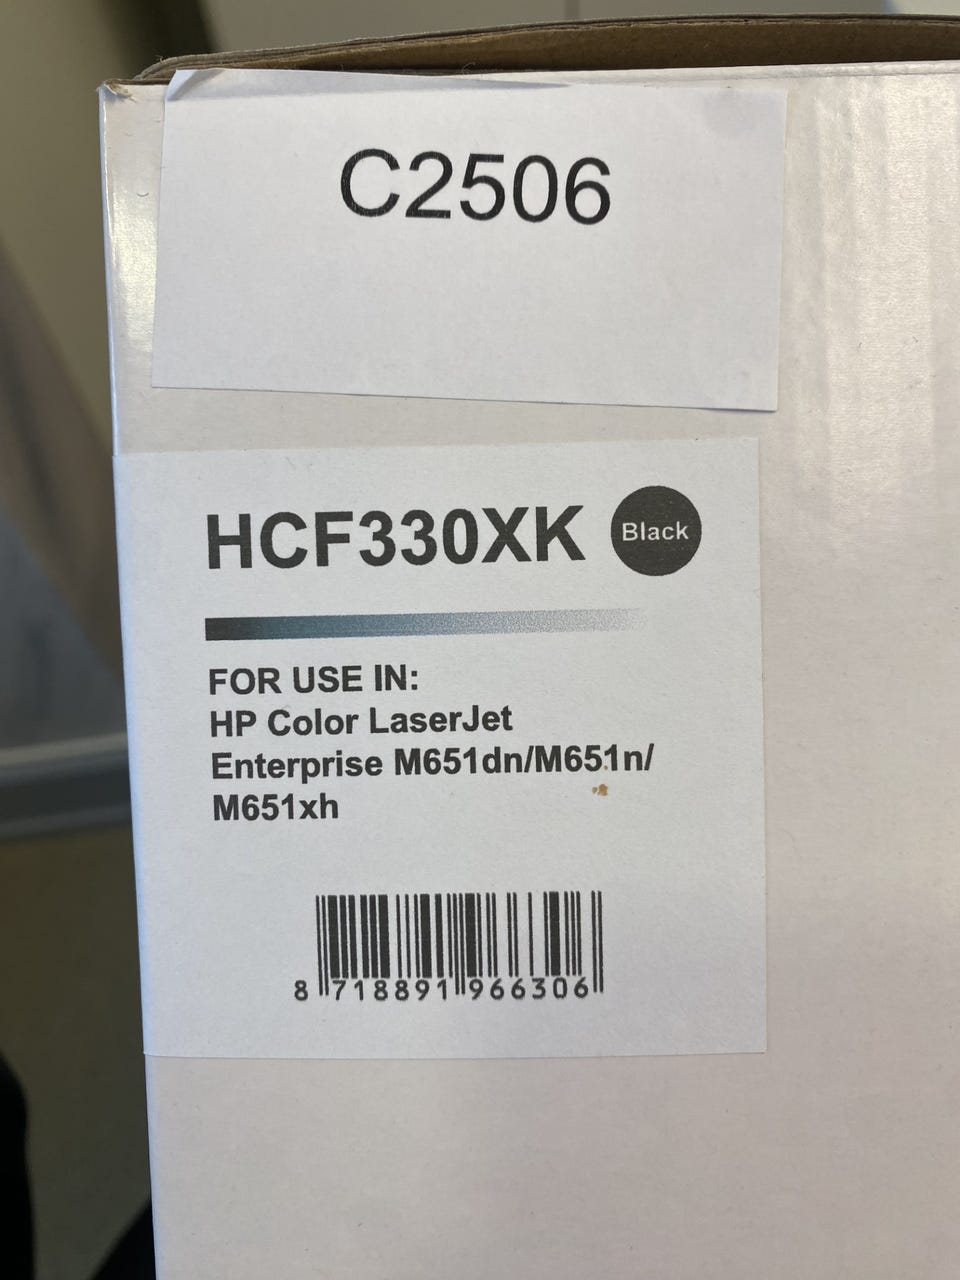 C2506
HCF330XK Black
FOR USE IN:
HP Color LaserJet
Enterprise M651dn/M651n/
M651xh
8 718891 966306